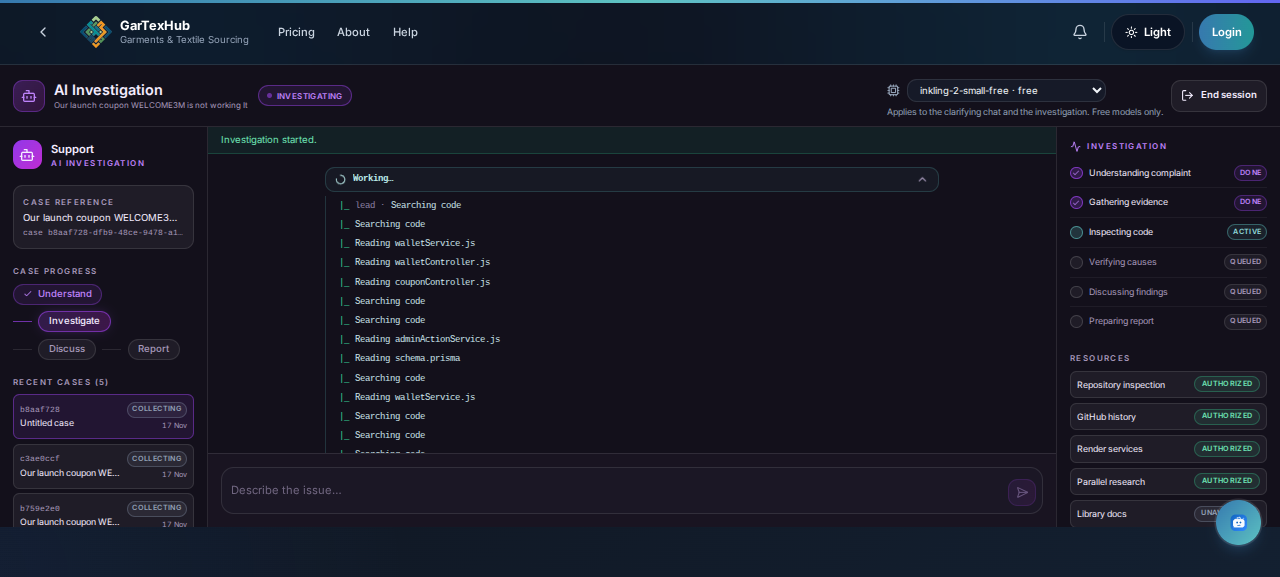 GarTexHub
Garments & Textile Sourcing
Pricing
About
Help
Light
Login
AI Investigation
Our launch coupon WELCOME3M is not working It
INVESTIGATING
inkling-2-small-free · free
Applies to the clarifying chat and the investigation. Free models only.
End session
Support
AI INVESTIGATION
CASE REFERENCE
Our launch coupon WELCOME3...
case b8aaf728-dfb9-48ce-9478-a1…
CASE PROGRESS
Understand
Investigate
Discuss
Report
RECENT CASES (5)
b8aaf728
COLLECTING
Untitled case
17 Nov
c3ae0ccf
COLLECTING
Our launch coupon WE...
17 Nov
b759e2e0
COLLECTING
Our launch coupon WE...
17 Nov
Investigation started.
Working…
|_ lead · Searching code
|_ Searching code
|_ Reading walletService.js
|_ Reading walletController.js
|_ Reading couponController.js
|_ Searching code
|_ Searching code
|_ Reading adminActionService.js
|_ Reading schema.prisma
|_ Searching code
|_ Reading walletService.js
|_ Searching code
|_ Searching code
|_ Searching code
Describe the issue...
INVESTIGATION
Understanding complaint
DONE
Gathering evidence
DONE
Inspecting code
ACTIVE
Verifying causes
QUEUED
Discussing findings
QUEUED
Preparing report
QUEUED
RESOURCES
Repository inspection
AUTHORIZED
GitHub history
AUTHORIZED
Render services
AUTHORIZED
Parallel research
AUTHORIZED
Library docs